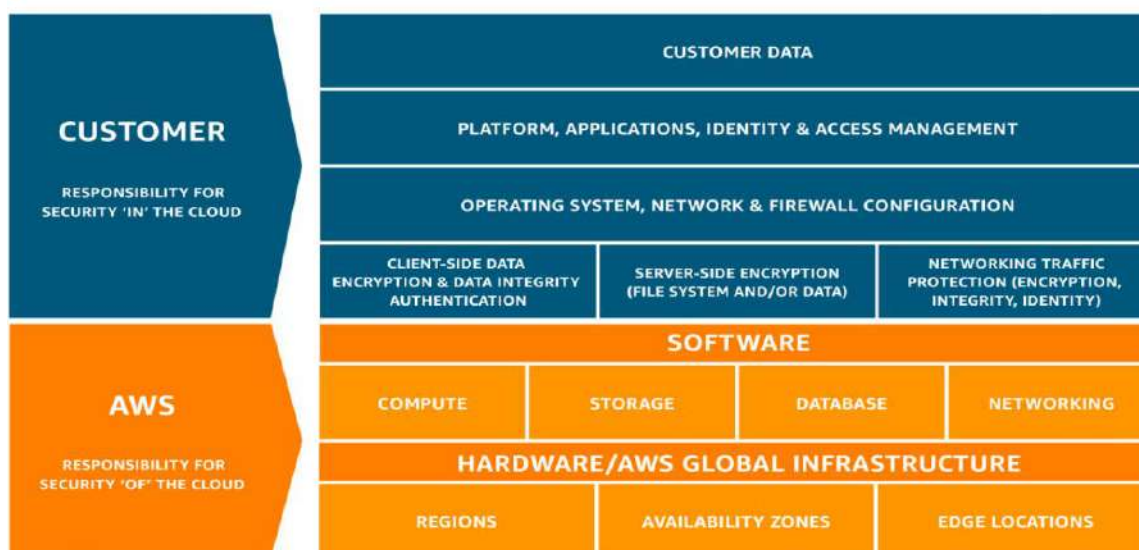 CUSTOMER
RESPONSIBILITY FOR
SECURITY ‘IN’ THE CLOUD
CUSTOMER DATA
PLATFORM, APPLICATIONS, IDENTITY & ACCESS MANAGEMENT
OPERATING SYSTEM, NETWORK & FIREWALL CONFIGURATION
CLIENT-SIDE DATA
ENCRYPTION & DATA INTEGRITY
AUTHENTICATION
SERVER-SIDE ENCRYPTION
(FILE SYSTEM AND/OR DATA)
NETWORKING TRAFFIC
PROTECTION (ENCRYPTION,
INTEGRITY, IDENTITY)
AWS
RESPONSIBILITY FOR
SECURITY ‘OF’ THE CLOUD
SOFTWARE
COMPUTE
STORAGE
DATABASE
NETWORKING
HARDWARE/AWS GLOBAL INFRASTRUCTURE
REGIONS
AVAILABILITY ZONES
EDGE LOCATIONS